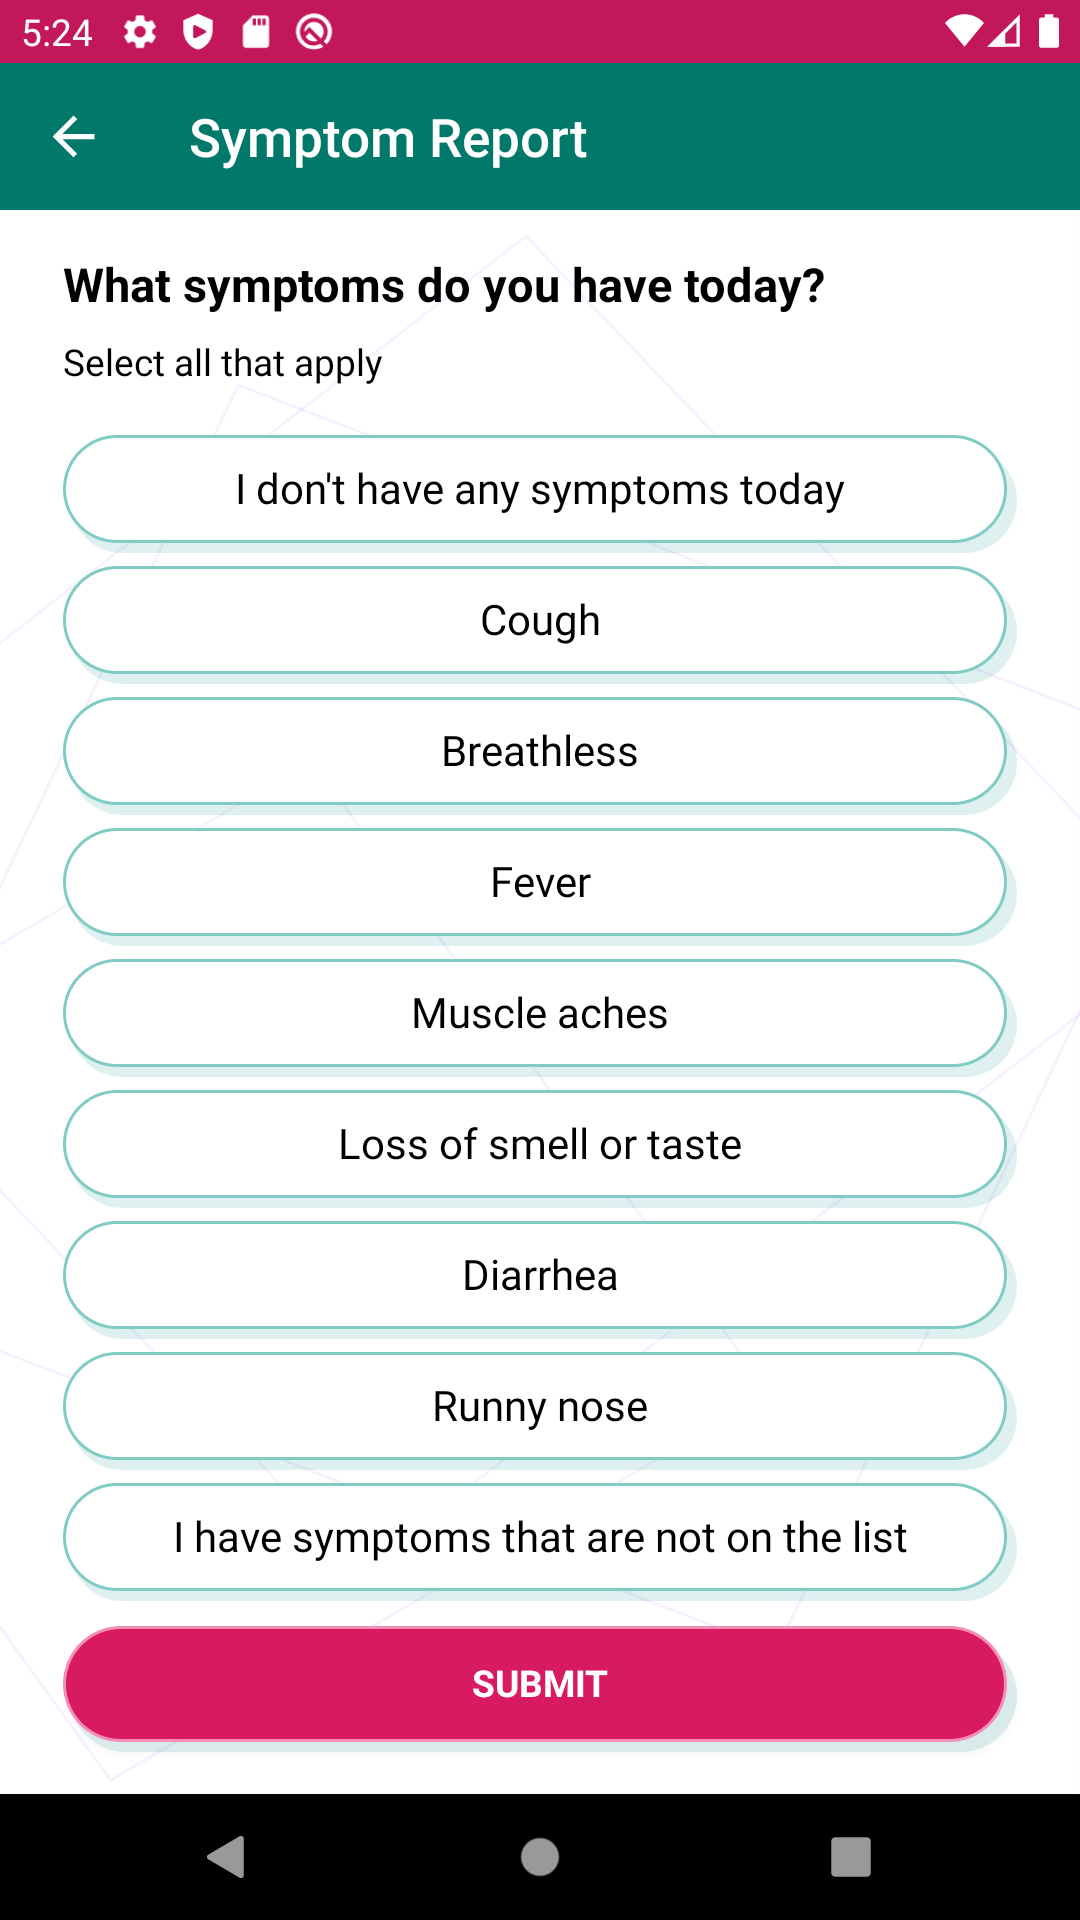 5:24
Symptom Report
What symptoms do you have today?
Select all that apply
I don't have any symptoms today
Cough
Breathless
Fever
Muscle aches
Loss of smell or taste
Diarrhea
Runny nose
I have symptoms that are not on the list
SUBMIT